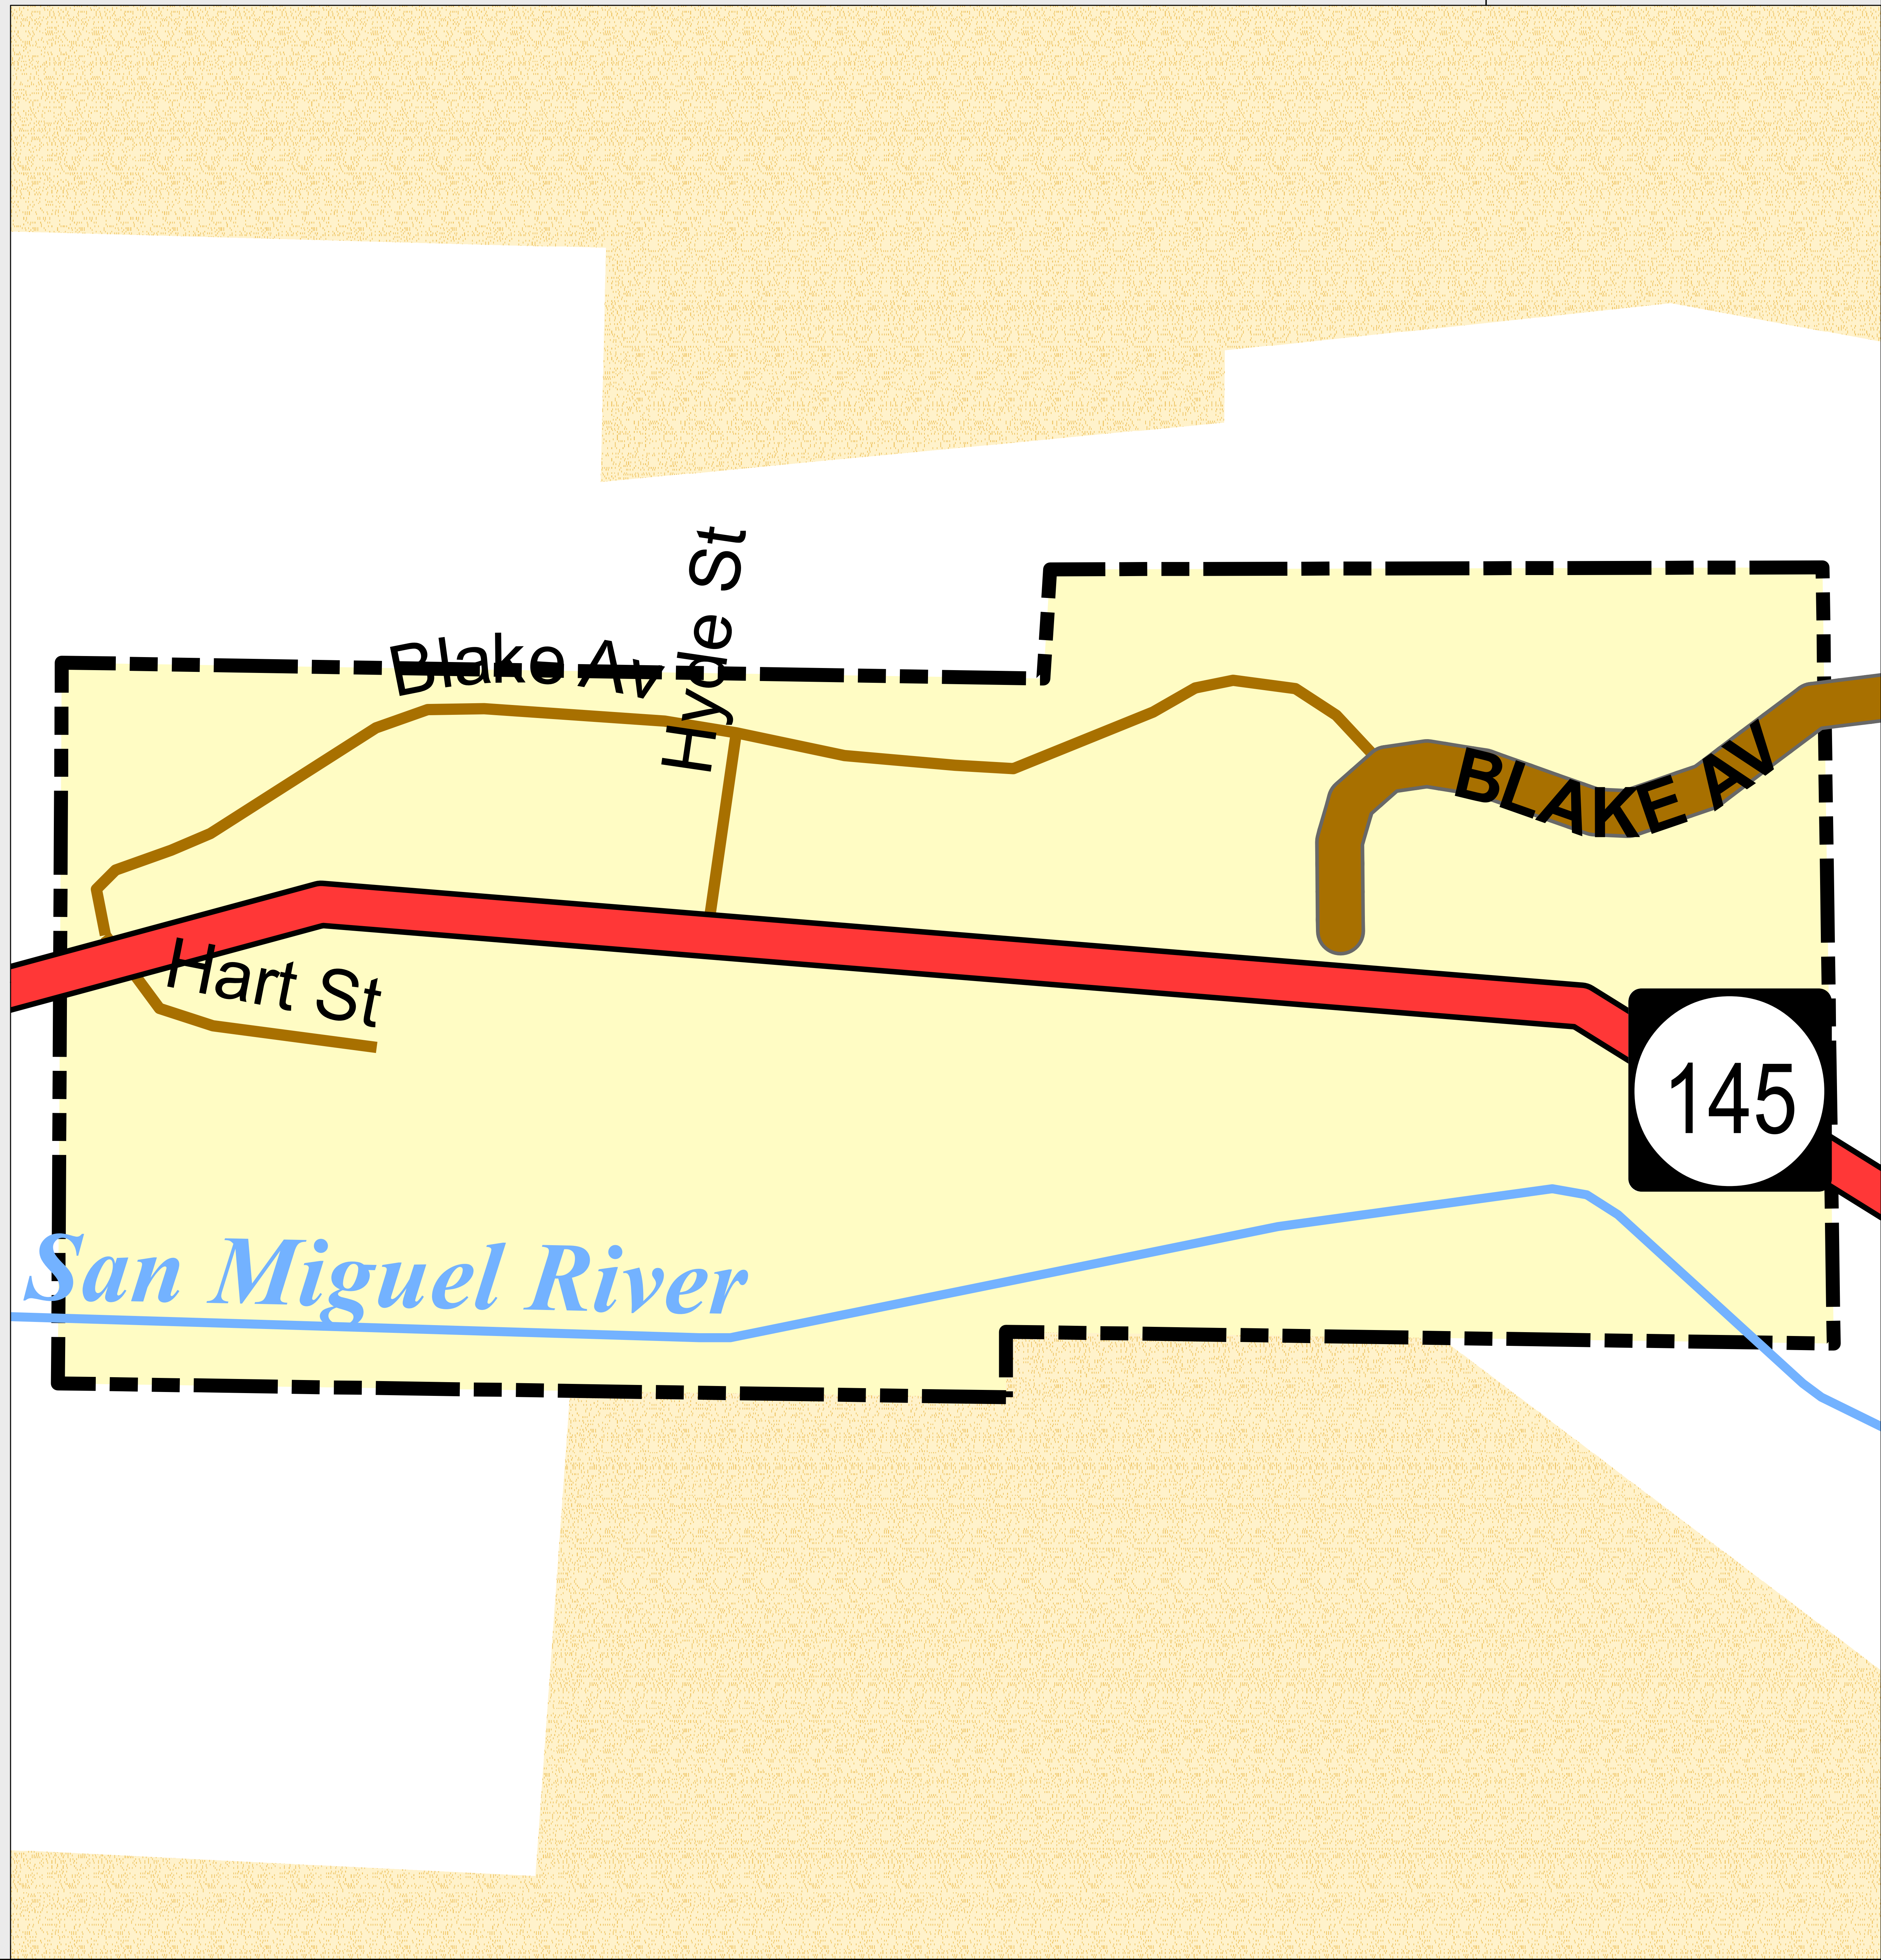 Hyde St
Blake Av
BLAKE AV
Hart St
145
San Miguel River